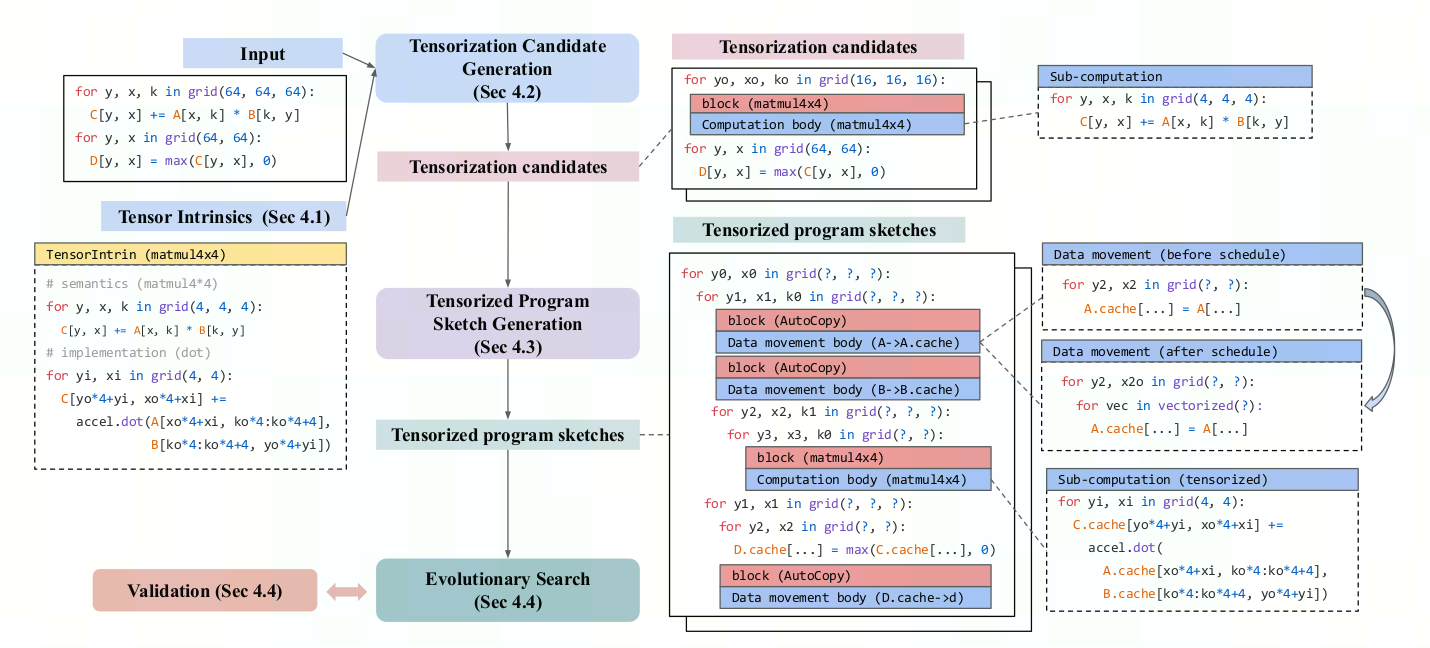 Input
for y, x, k in grid(64, 64, 64):
C[y, x] += A[x, k] * B[k, y]
for y, x in grid(64, 64):
D[y, x] = max(C[y, x], 0)
Tensor Intrinsics (Sec 4.1)
TensorIntrin (matmul4x4)
# semantics (matmul4*4)
for y, x, k in grid(4, 4, 4):
C[y, x] += A[x, k] * B[k, y]
# implementation (dot)
for yi, xi in grid(4, 4):
C[yo*4+yi, xo*4+xi] +=
accel.dot(A[xo*4+xi, ko*4:ko*4+4],
B[ko*4:ko*4+4, yo*4+yi])
Tensorization Candidate
Generation
(Sec 4.2)
Tensorization candidates
Tensorized Program
Sketch Generation
(Sec 4.3)
Tensorized program sketches
Evolutionary Search
(Sec 4.4)
Validation (Sec 4.4)
Tensorization candidates
for yo, xo, ko in grid(16, 16, 16):
block (matmul4x4)
Computation body (matmul4x4)
for y, x in grid(64, 64):
D[y, x] = max(C[y, x], 0)
Sub-computation
for y, x, k in grid(4, 4, 4):
C[y, x] += A[x, k] * B[k, y]
Tensorized program sketches
for y0, x0 in grid(?, ?, ?):
for y1, x1, k0 in grid(?, ?, ?):
block (AutoCopy)
Data movement body (A->A.cache)
block (AutoCopy)
Data movement body (B->B.cache)
for y2, x2, k1 in grid(?, ?, ?):
for y3, x3, k0 in grid(?, ?):
block (matmul4x4)
Computation body (matmul4x4)
for y1, x1 in grid(?, ?, ?):
for y2, x2 in grid(?, ?):
D.cache[...] = max(C.cache[...], 0)
block (AutoCopy)
Data movement body (D.cache->d)
Data movement (before schedule)
for y2, x2 in grid(?, ?):
A.cache[...] = A[...]
Data movement (after schedule)
for y2, x2o in grid(?, ?):
for vec in vectorized(?):
A.cache[...] = A[...]
Sub-computation (tensorized)
for yi, xi in grid(4, 4):
C.cache[yo*4+yi, xo*4+xi] +=
accel.dot(
A.cache[xo*4+xi, ko*4:ko*4+4],
B.cache[ko*4:ko*4+4, yo*4+yi])